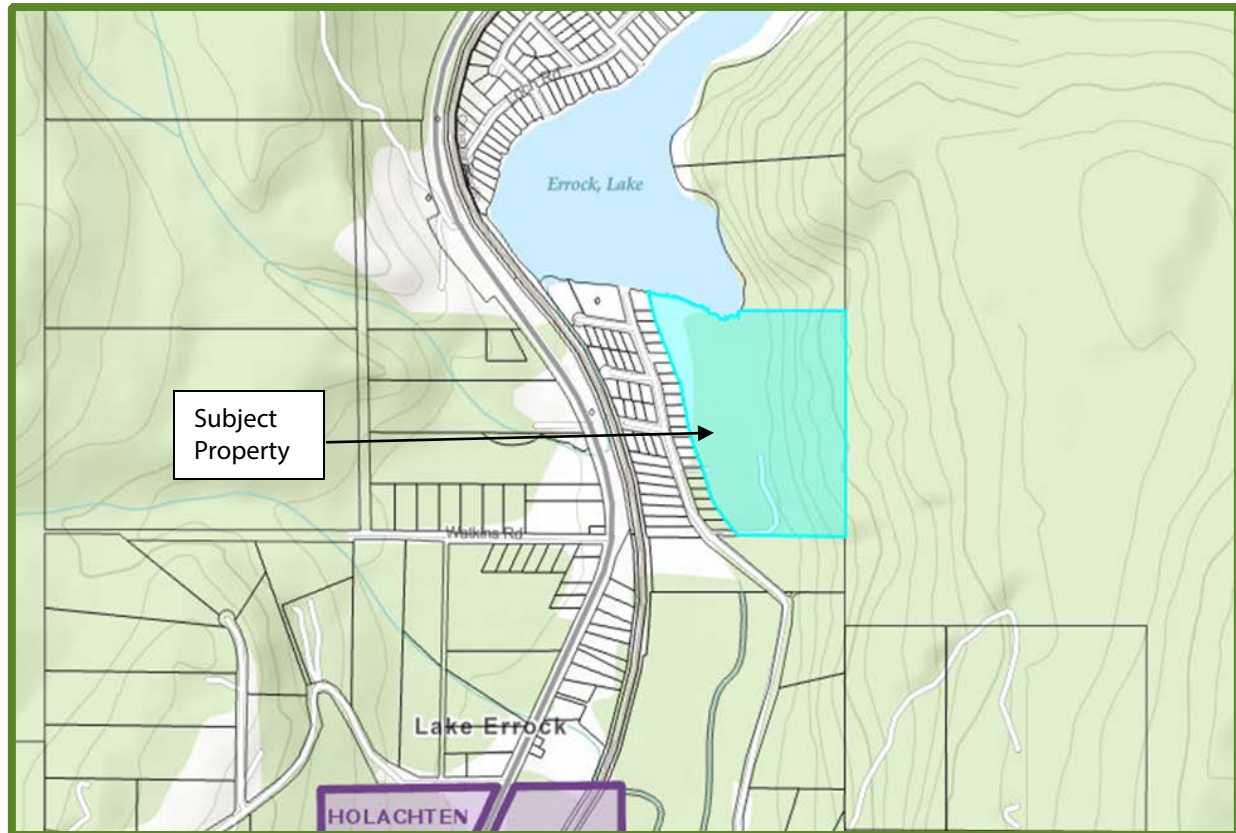 Errock, Lake
Subject
Property
Watkins Rd
Lake Errock
HOLACHTEN